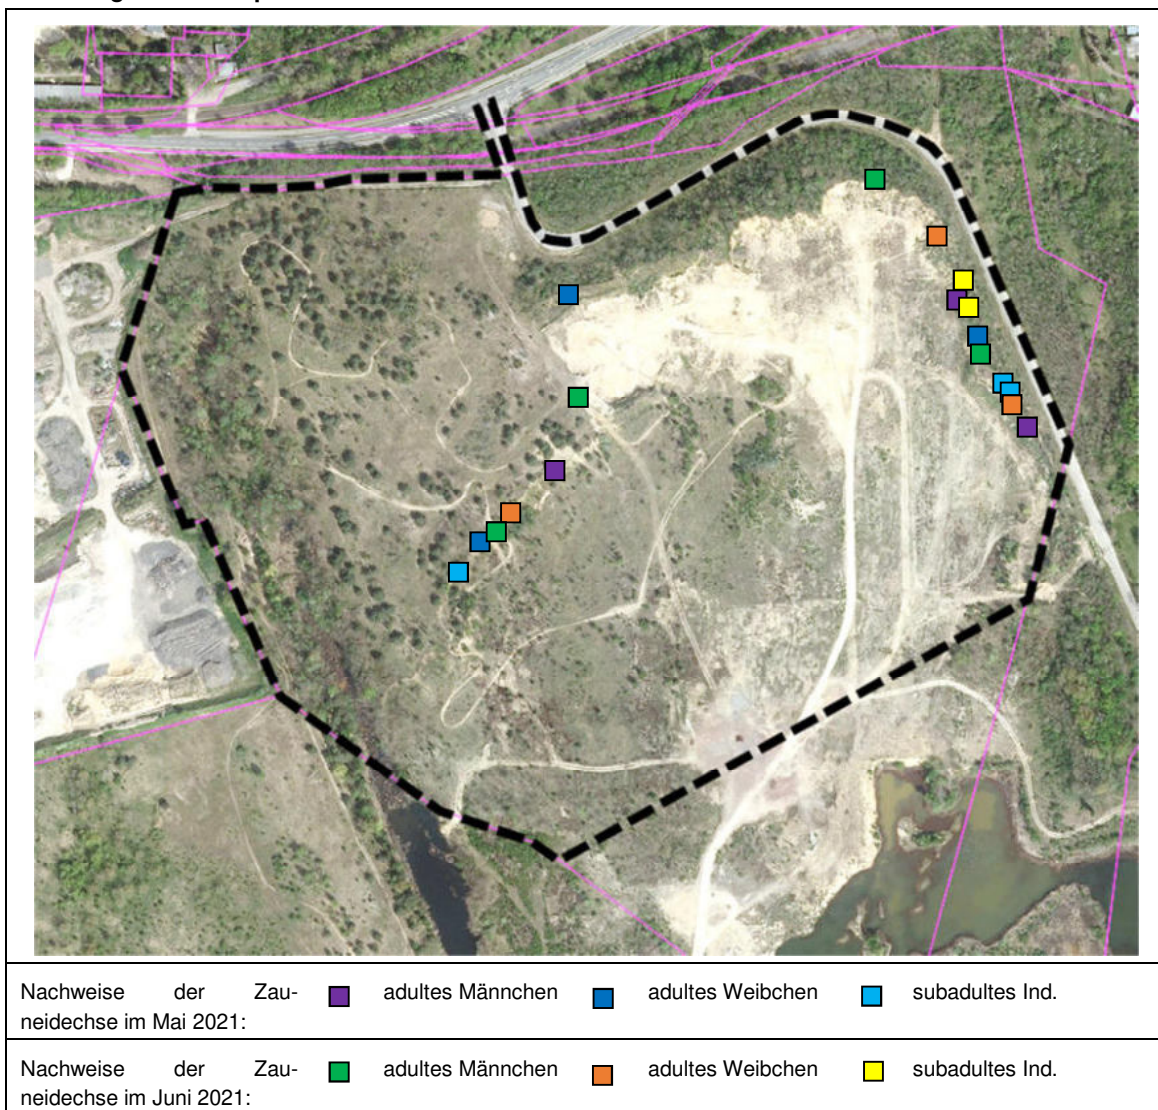 Nachweise der Zau- adultes Männchen adultes Weibchen subadultes Ind.
neidechse im Mai 2021:
Nachweise der Zau- adultes Männchen adultes Weibchen subadultes Ind.
neidechse im Juni 2021: